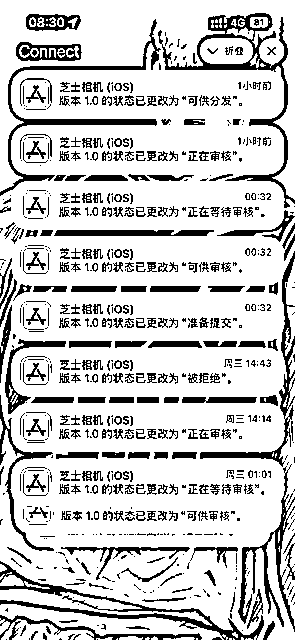 08:30 4G 81
Connect 折叠
芝士相机 (iOS) 1小时前
版本 1.0 的状态已更改为“可供分发”。
芝士相机 (iOS) 1小时前
版本 1.0 的状态已更改为“正在审核”。
芝士相机 (iOS) 00:32
版本 1.0 的状态已更改为“正在等待审核”。
芝士相机 (iOS) 00:32
版本 1.0 的状态已更改为“可供审核”。
芝士相机 (iOS) 00:32
版本 1.0 的状态已更改为“准备提交”。
芝士相机 (iOS) 周三 14:43
版本 1.0 的状态已更改为“被拒绝”。
芝士相机 (iOS) 周三 14:14
版本 1.0 的状态已更改为“正在审核”。
芝士相机 (iOS) 周三 01:01
版本 1.0 的状态已更改为“正在等待审核”。
版本 1.0 的状态已更改为“可供审核”。